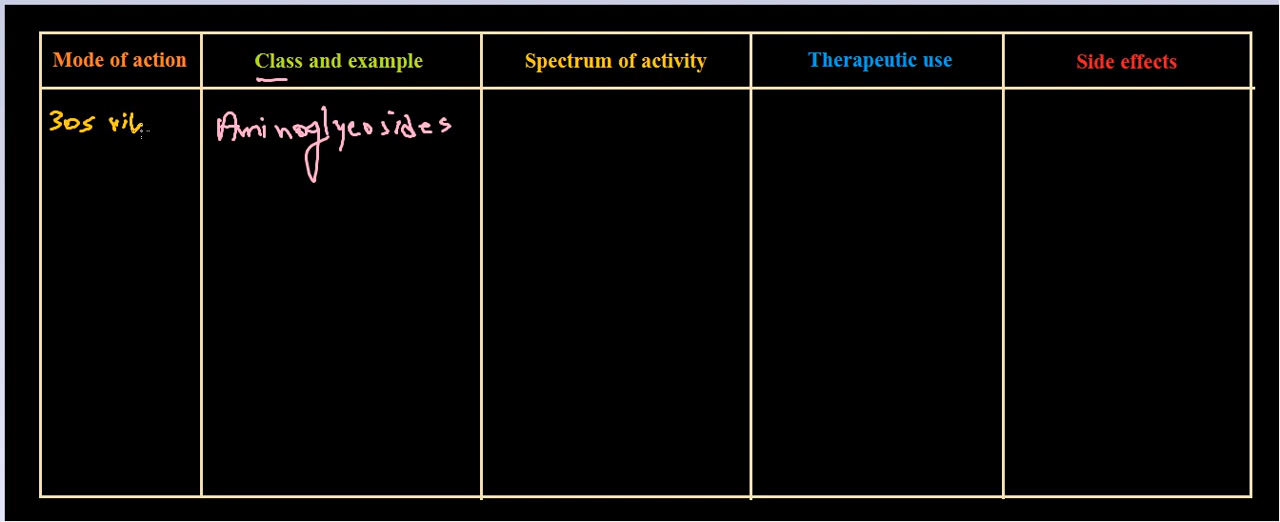 Mode of action
Class and example
Spectrum of activity
Therapeutic use
Side effects
30s rib
Aminoglycosides